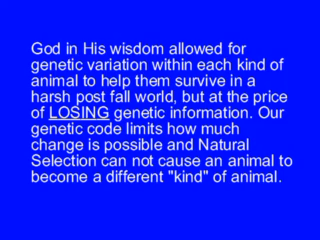 God in His wisdom allowed for
genetic variation within each kind of
animal to help them survive in a
harsh post fall world, but at the price
of LOSING genetic information. Our
genetic code limits how much
change is possible and Natural
Selection can not cause an animal to
become a different "kind" of animal.